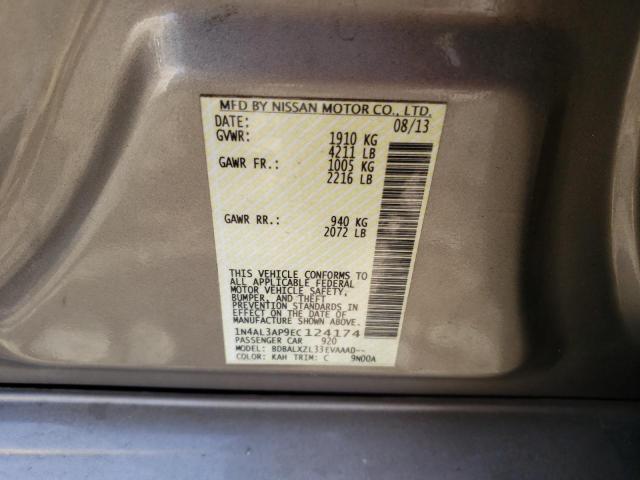 MFD BY NISSAN MOTOR CO., LTD.
DATE: 08/13
GVWR: 1910 KG
4211 LB
GAWR FR.: 1005 KG
2216 LB
GAWR RR.: 940 KG
2072 LB
THIS VEHICLE CONFORMS TO
ALL APPLICABLE FEDERAL
MOTOR VEHICLE SAFETY,
BUMPER, AND THEFT
PREVENTION STANDARDS IN
EFFECT ON THE DATE OF
MANUFACTURE SHOWN ABOVE.
1N4AL3AP9EC124174
PASSENGER CAR 920
MODEL: BDBALXZL33EVAAAD--
COLOR: KAH TRIM: C 9N00A